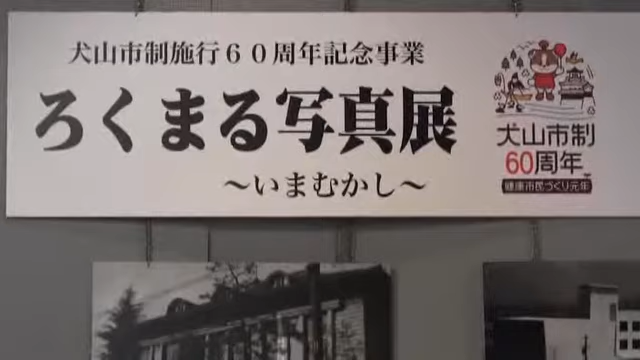 犬山市制施行60周年記念事業
ろくまる写真展
〜いまむかし〜
犬山市制
60周年
健康市民づくり元年